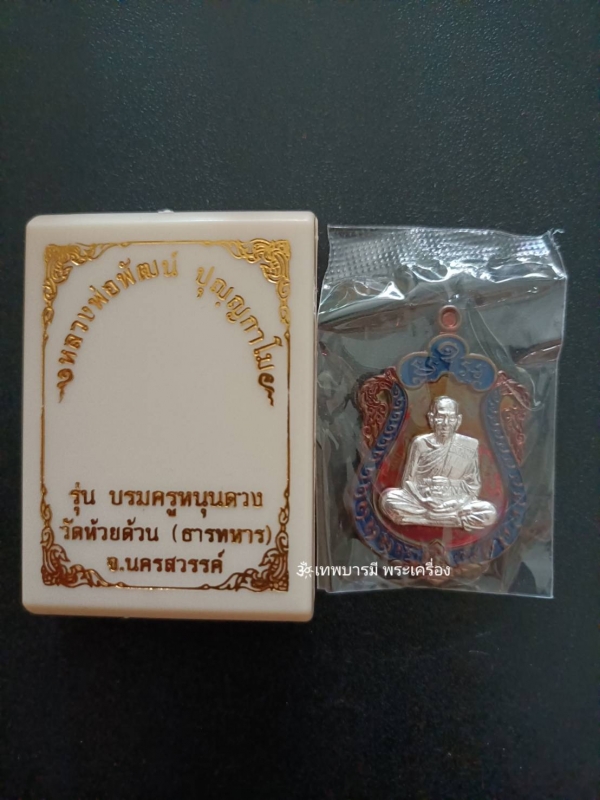 หลวงพ่อพัฒน์ ปุญฺญกาโม
รุ่น บรมครูหนุนดวง
วัดห้วยด้วน (ธารทหาร)
จ.นครสวรรค์
เทพบารมี พระเครื่อง